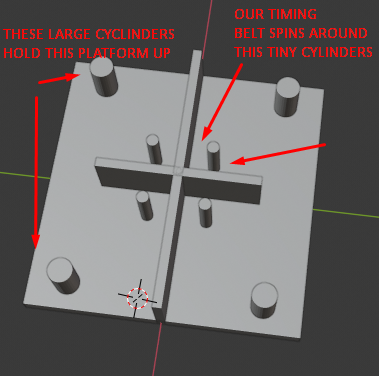 THESE LARGE CYCLINDERS
HOLD THIS PLATFORM UP
OUR TIMING
BELT SPINS AROUND
THIS TINY CYLINDERS